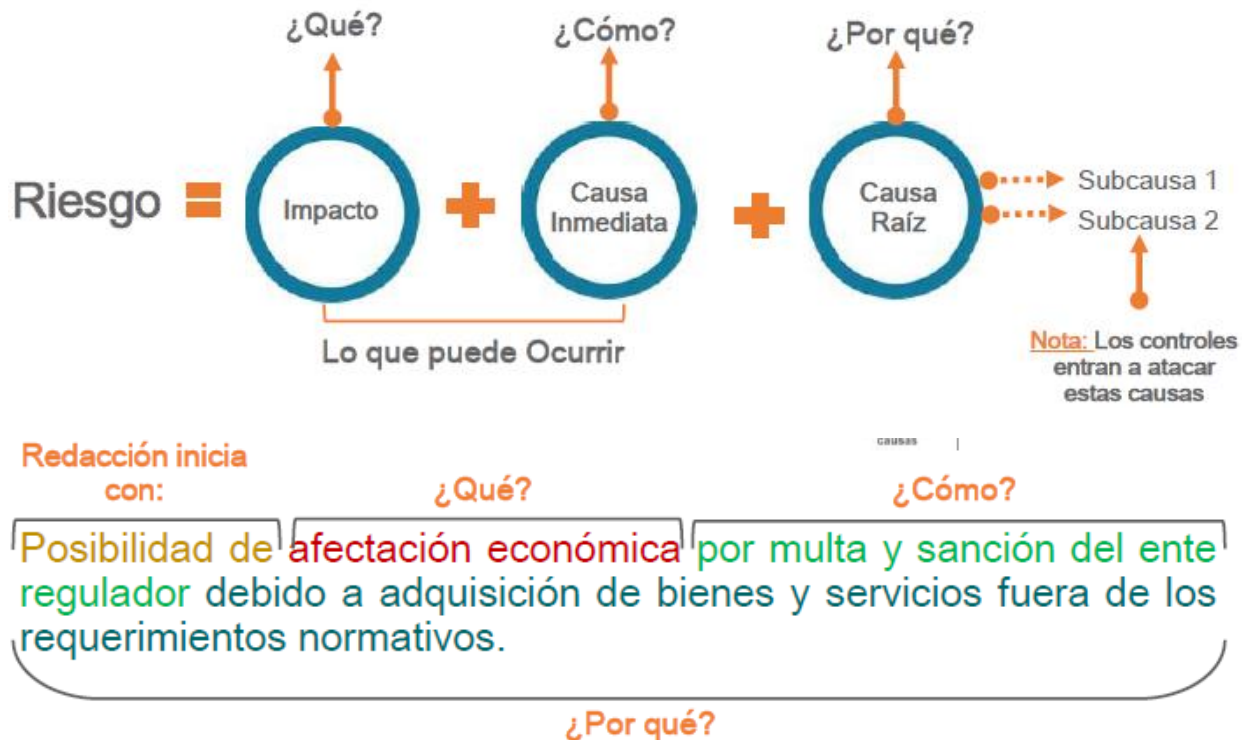 ¿Qué?
¿Cómo?
¿Por qué?
Riesgo = Impacto + Causa Inmediata + Causa Raíz
Subcausa 1
Subcausa 2
Lo que puede Ocurrir
Nota: Los controles
entran a atacar
estas causas
causas
Redacción inicia
con:
¿Qué?
¿Cómo?
Posibilidad de afectación económica por multa y sanción del ente
regulador debido a adquisición de bienes y servicios fuera de los
requerimientos normativos.
¿Por qué?